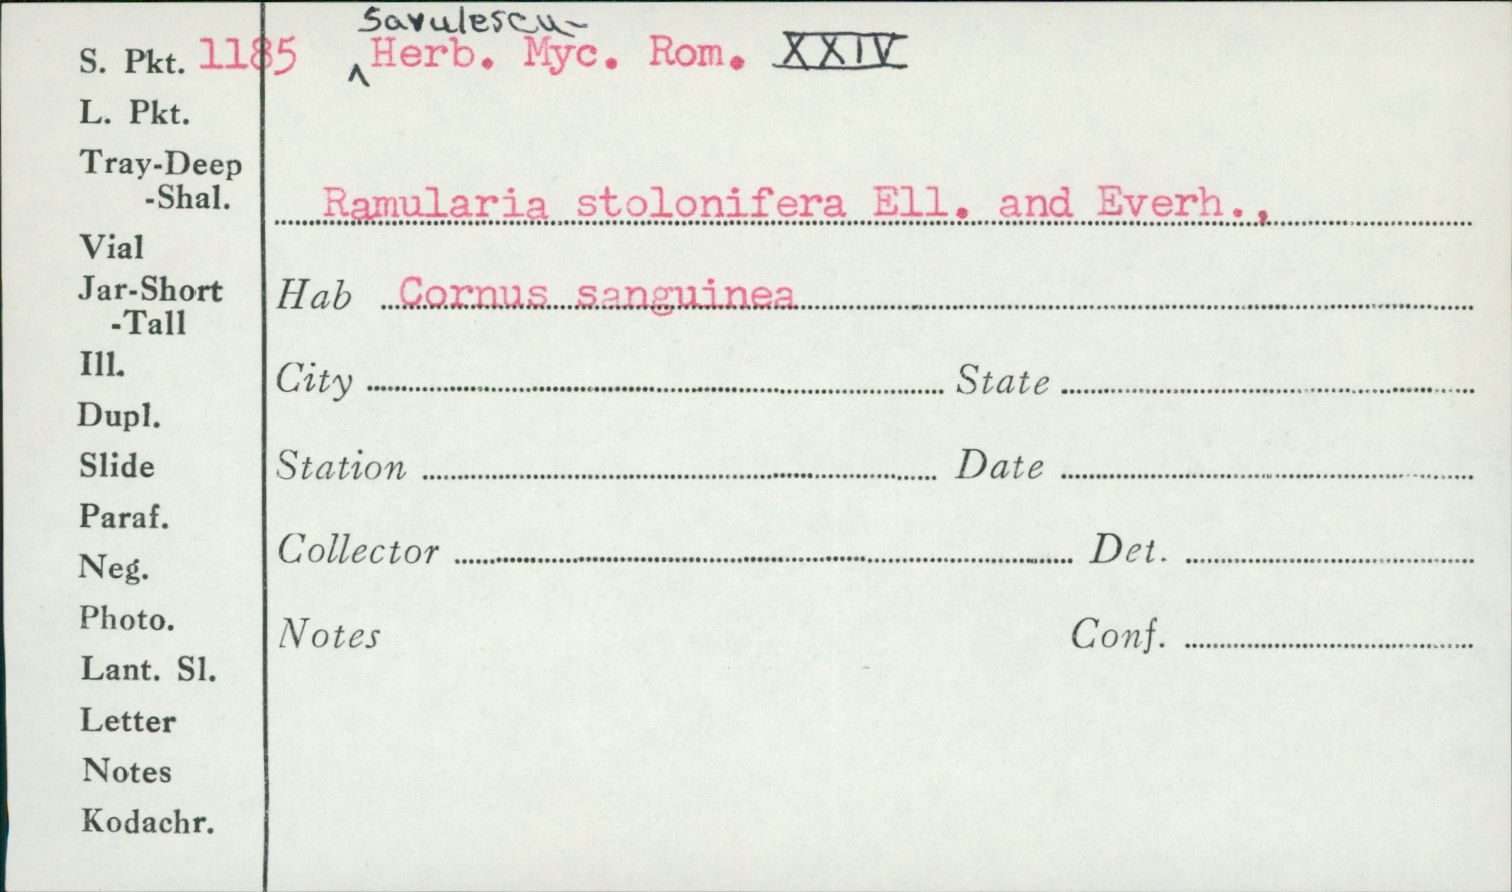 Savulescu-
S. Pkt. 1185 ^ Herb. Myc. Rom. XXIV
L. Pkt.
Tray-Deep
-Shal.
Ramularia stolonifera Ell. and Everh.,
Vial
Jar-Short
-Tall
Hab Cornus sanguinea
Ill.
City State
Dupl.
Slide
Station Date
Paraf.
Collector Det.
Neg.
Photo.
Notes Conf.
Lant. Sl.
Letter
Notes
Kodachr.